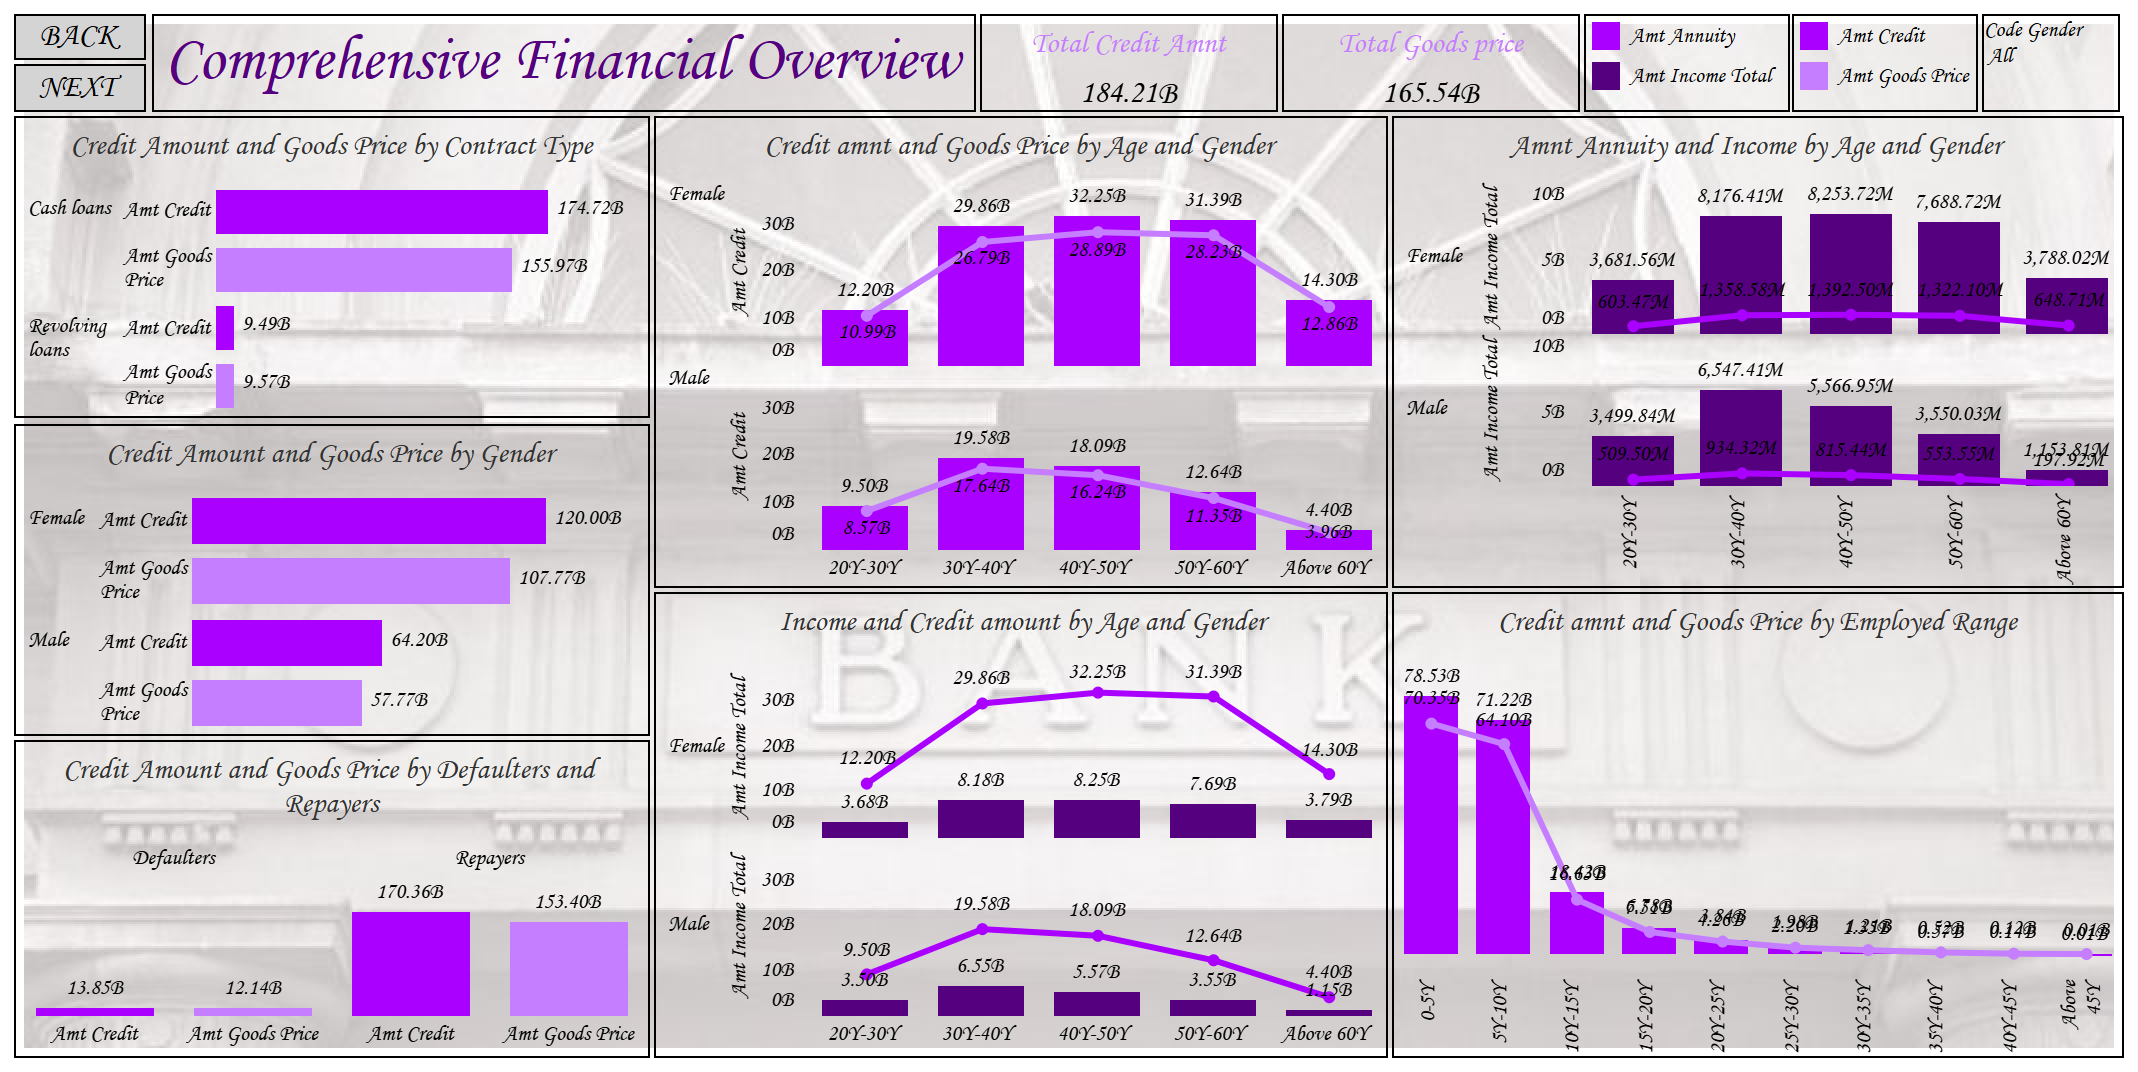 BACK
NEXT
Comprehensive Financial Overview
Total Credit Amnt
184.21B
Total Goods price
165.54B
Amt Annuity
Amt Income Total
Amt Credit
Amt Goods Price
Code Gender
All
Credit Amount and Goods Price by Contract Type
Cash loans
Amt Credit
174.72B
Amt Goods
Price
155.97B
Revolving
loans
Amt Credit
9.49B
Amt Goods
Price
9.57B
Credit Amount and Goods Price by Gender
Female
Amt Credit
120.00B
Amt Goods
Price
107.77B
Male
Amt Credit
64.20B
Amt Goods
Price
57.77B
Credit Amount and Goods Price by Defaulters and
Repayers
Defaulters
Repayers
13.85B
12.14B
170.36B
153.40B
Amt Credit
Amt Goods Price
Amt Credit
Amt Goods Price
Credit amnt and Goods Price by Age and Gender
Female
Amt Credit
30B
20B
10B
0B
12.20B
29.86B
32.25B
31.39B
14.30B
10.99B
26.79B
28.89B
28.23B
12.86B
Male
Amt Credit
30B
20B
10B
0B
9.50B
19.58B
18.09B
12.64B
4.40B
8.57B
17.64B
16.24B
11.35B
3.96B
20Y-30Y
30Y-40Y
40Y-50Y
50Y-60Y
Above 60Y
Amnt Annuity and Income by Age and Gender
Female
Amt Income Total
10B
5B
0B
3,681.56M
8,176.41M
8,253.72M
7,688.72M
3,788.02M
603.47M
1,358.58M
1,392.50M
1,322.10M
648.71M
Male
Amt Income Total
10B
5B
0B
3,499.84M
6,547.41M
5,566.95M
3,550.03M
1,153.81M
509.50M
934.32M
815.44M
553.55M
197.92M
20Y-30Y
30Y-40Y
40Y-50Y
50Y-60Y
Above 60Y
Income and Credit amount by Age and Gender
BANK
Female
Amt Income Total
30B
20B
10B
0B
12.20B
29.86B
32.25B
31.39B
14.30B
3.68B
8.18B
8.25B
7.69B
3.79B
Male
Amt Income Total
30B
20B
10B
0B
9.50B
19.58B
18.09B
12.64B
4.40B
3.50B
6.55B
5.57B
3.55B
1.15B
20Y-30Y
30Y-40Y
40Y-50Y
50Y-60Y
Above 60Y
Credit amnt and Goods Price by Employed Range
78.53B
70.35B
71.22B
64.10B
18.42B
0.01B
0.01B
0-5Y
5Y-10Y
10Y-15Y
15Y-20Y
20Y-25Y
25Y-30Y
30Y-35Y
35Y-40Y
40Y-45Y
Above
45Y